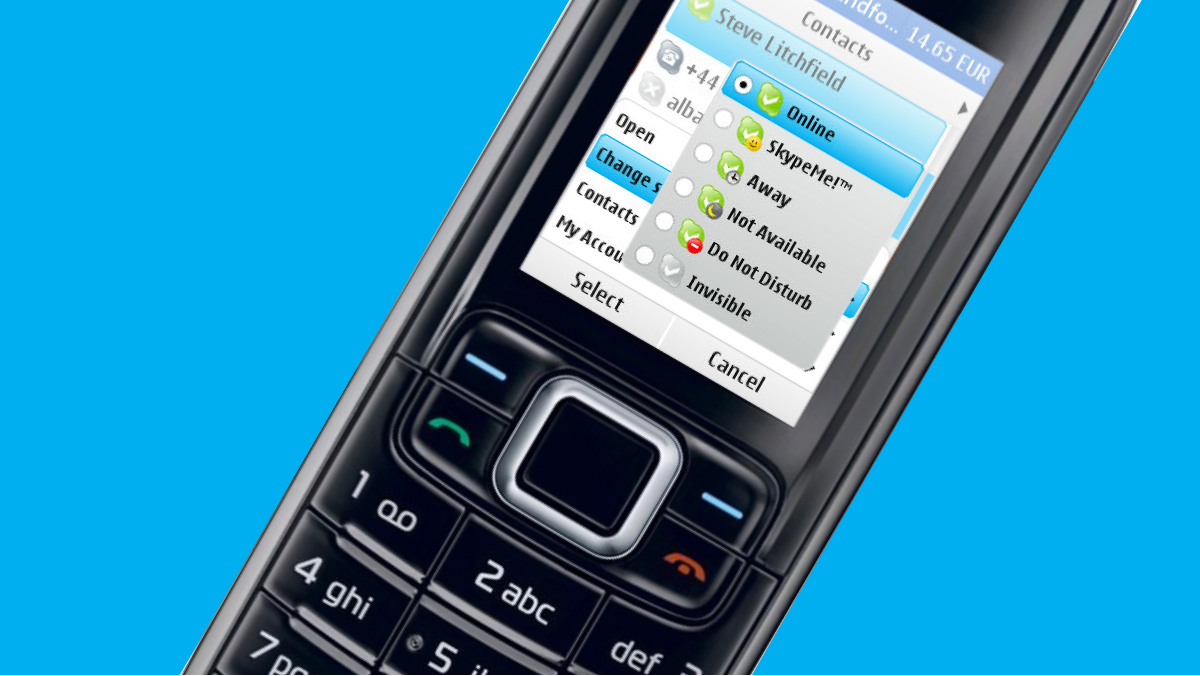 14.65 EUR
Contacts
Steve Litchfield
+44
Online
SkypeMe!™
Away
Not Available
Do Not Disturb
Invisible
Open
Change s
Contacts
My Accou
Select
Cancel
1
2 abc
def
4 ghi
5
7